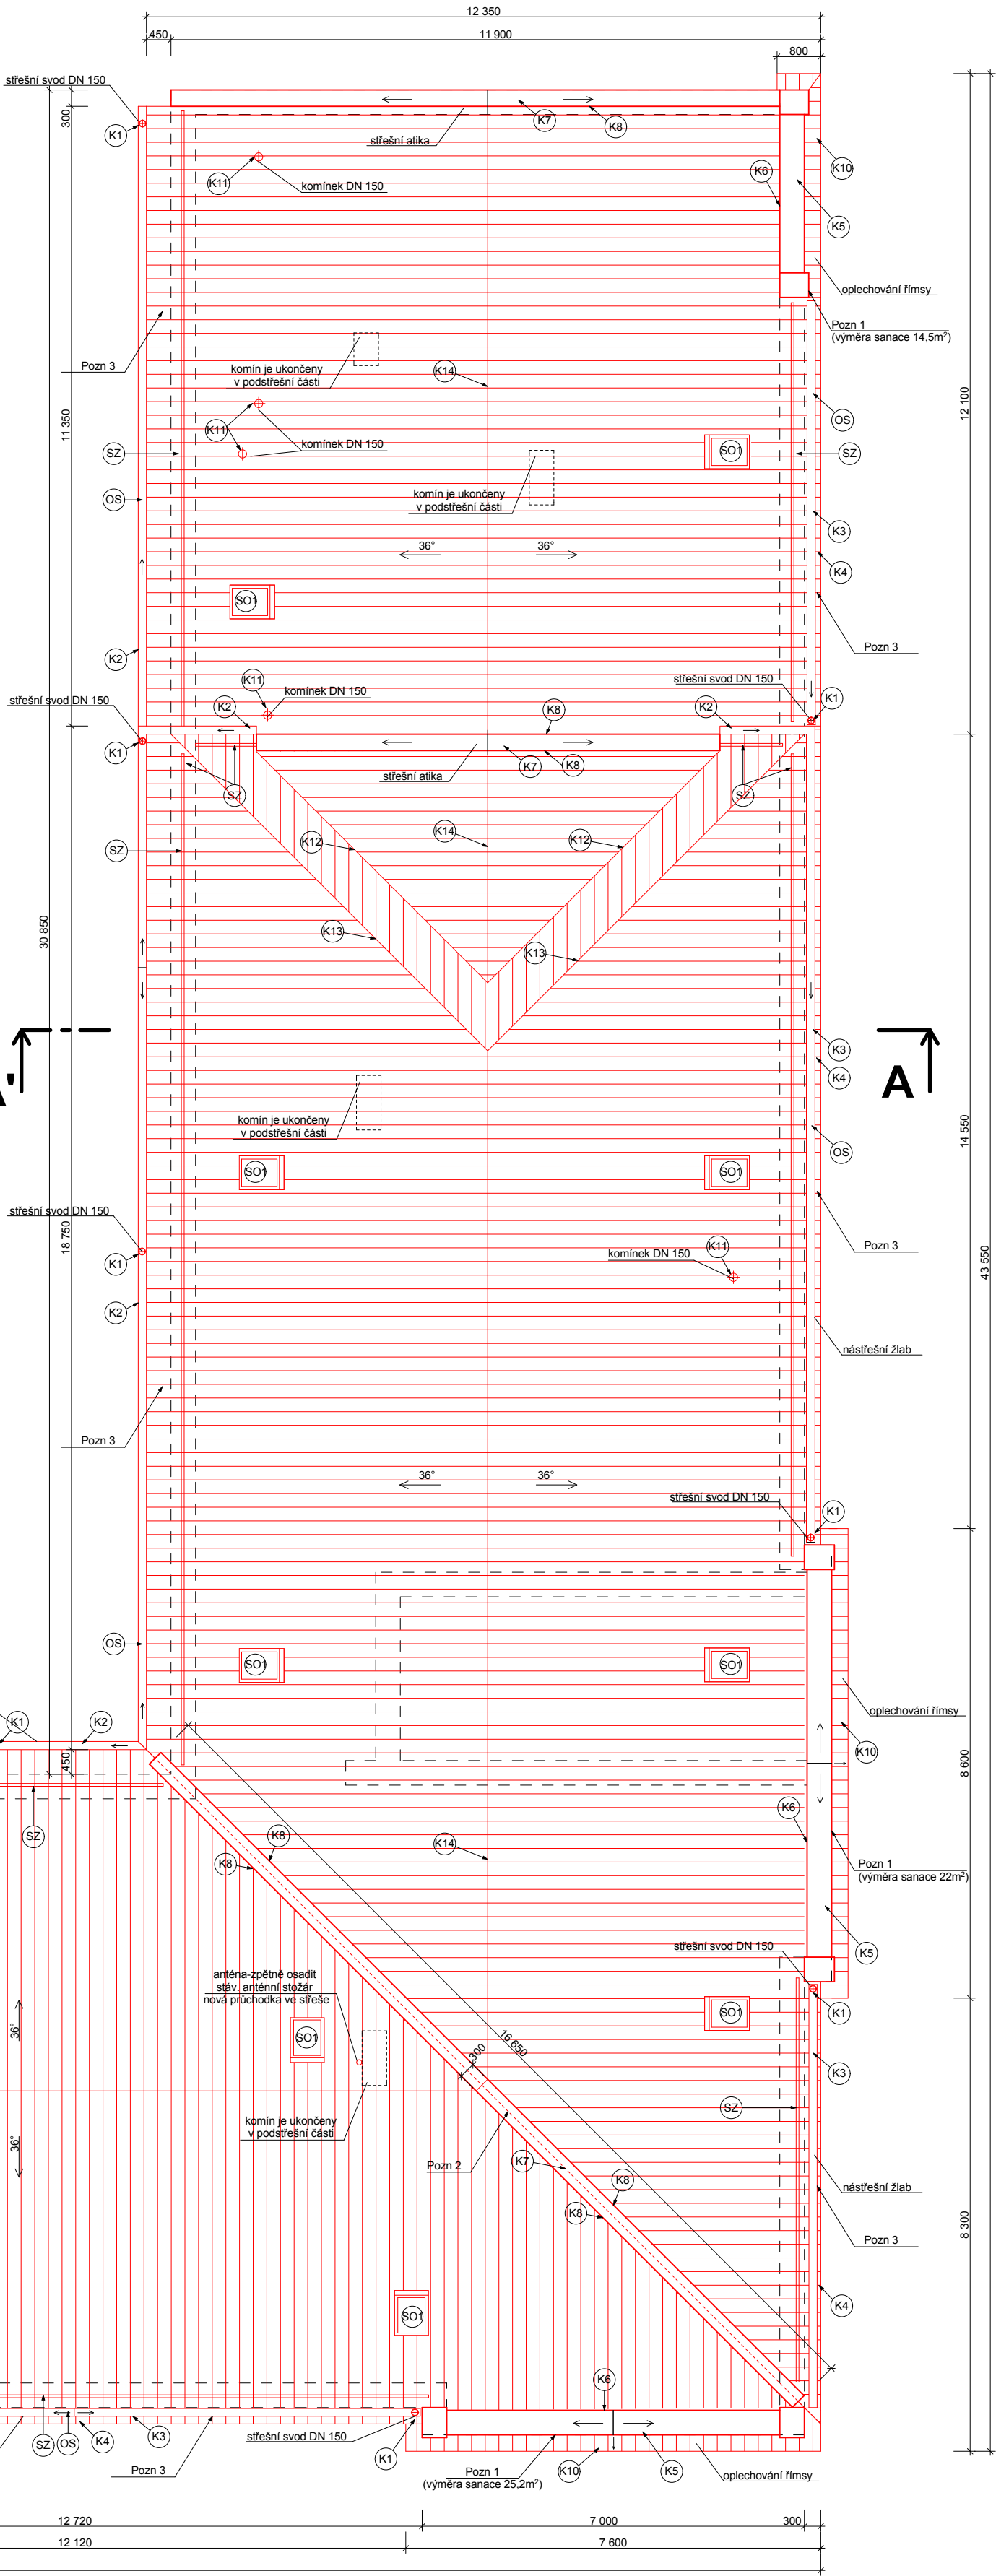 12 350
450
11 900
800
střešní svod DN 150
300
K1
K7
K8
střešní atika
K11
komínek DN 150
K6
K10
K5
oplechování římsy
Pozn 1
(výměra sanace 14,5m²)
Pozn 3
komín je ukončeny
v podstřešní části
K14
12 100
11 350
K11
komínek DN 150
OS
SZ
SO1
SZ
OS
komín je ukončeny
v podstřešní části
K3
36°
36°
K4
SO1
Pozn 3
K2
K11
komínek DN 150
střešní svod DN 150
střešní svod DN 150
K2
K8
K2
K1
K1
K7
K8
střešní atika
SZ
SZ
K12
K14
K12
SZ
30 850
K13
K13
A'
A
K3
K4
komín je ukončeny
v podstřešní části
OS
14 550
SO1
SO1
střešní svod DN 150
18 750
K1
komínek DN 150
K11
Pozn 3
43 550
K2
nástřešní žlab
Pozn 3
36°
36°
střešní svod DN 150
K1
OS
SO1
SO1
oplechování římsy
K1
K2
K10
450
8 600
K6
SZ
K8
K8
K14
Pozn 1
(výměra sanace 22m²)
střešní svod DN 150
K5
anténa-zpětně osadit
stáv. anténní stožár
nová průchodka ve střeše
SO1
K1
36°
SO1
16 650
300
K3
komín je ukončeny
v podstřešní části
SZ
36°
Pozn 2
K7
K8
K8
nástřešní žlab
8 300
Pozn 3
SO1
K4
K6
SZ
OS
K4
K3
střešní svod DN 150
K1
Pozn 3
Pozn 1
(výměra sanace 25,2m²)
K10
K5
oplechování římsy
12 720
7 000
300
12 120
7 600